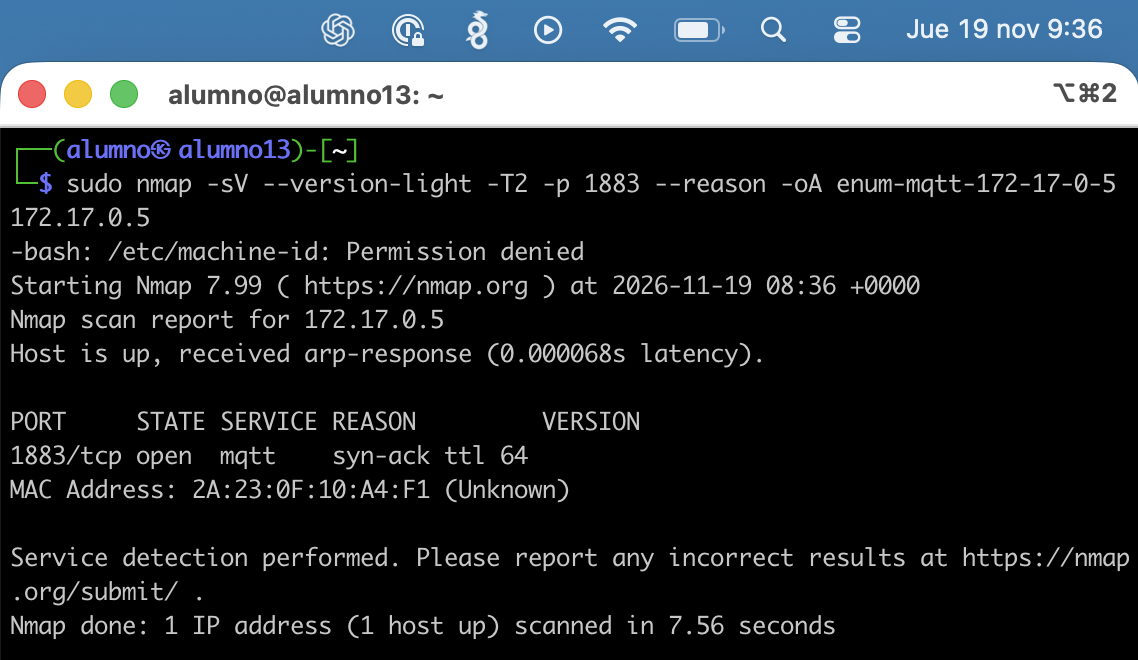 Jue 19 nov 9:36
alumno@alumno13: ~ ⌥⌘2
┌──(alumno㉿alumno13)-[~]
└─$ sudo nmap -sV --version-light -T2 -p 1883 --reason -oA enum-mqtt-172-17-0-5
172.17.0.5
-bash: /etc/machine-id: Permission denied
Starting Nmap 7.99 ( https://nmap.org ) at 2026-11-19 08:36 +0000
Nmap scan report for 172.17.0.5
Host is up, received arp-response (0.000068s latency).

PORT     STATE SERVICE REASON         VERSION
1883/tcp open  mqtt    syn-ack ttl 64
MAC Address: 2A:23:0F:10:A4:F1 (Unknown)

Service detection performed. Please report any incorrect results at https://nmap
.org/submit/ .
Nmap done: 1 IP address (1 host up) scanned in 7.56 seconds